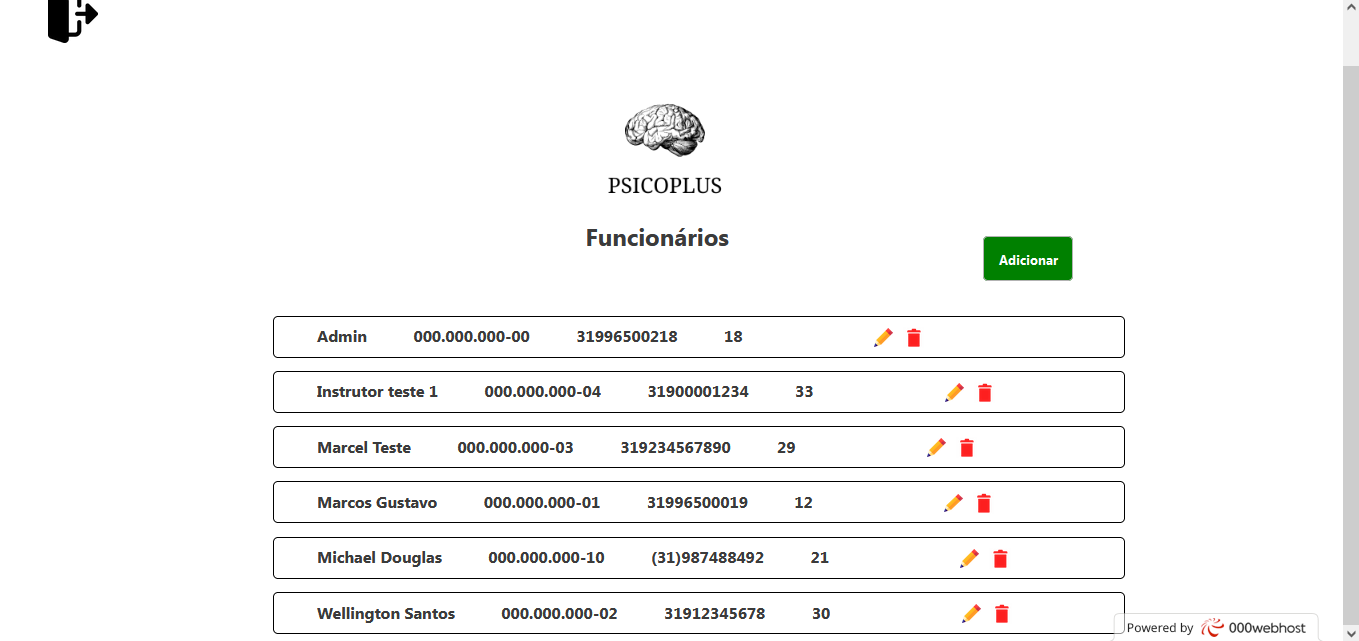 PSICOPLUS
Funcionários
Adicionar
Admin 000.000.000-00 31996500218 18
Instrutor teste 1 000.000.000-04 31900001234 33
Marcel Teste 000.000.000-03 319234567890 29
Marcos Gustavo 000.000.000-01 31996500019 12
Michael Douglas 000.000.000-10 (31)987488492 21
Wellington Santos 000.000.000-02 31912345678 30
Powered by 000webhost